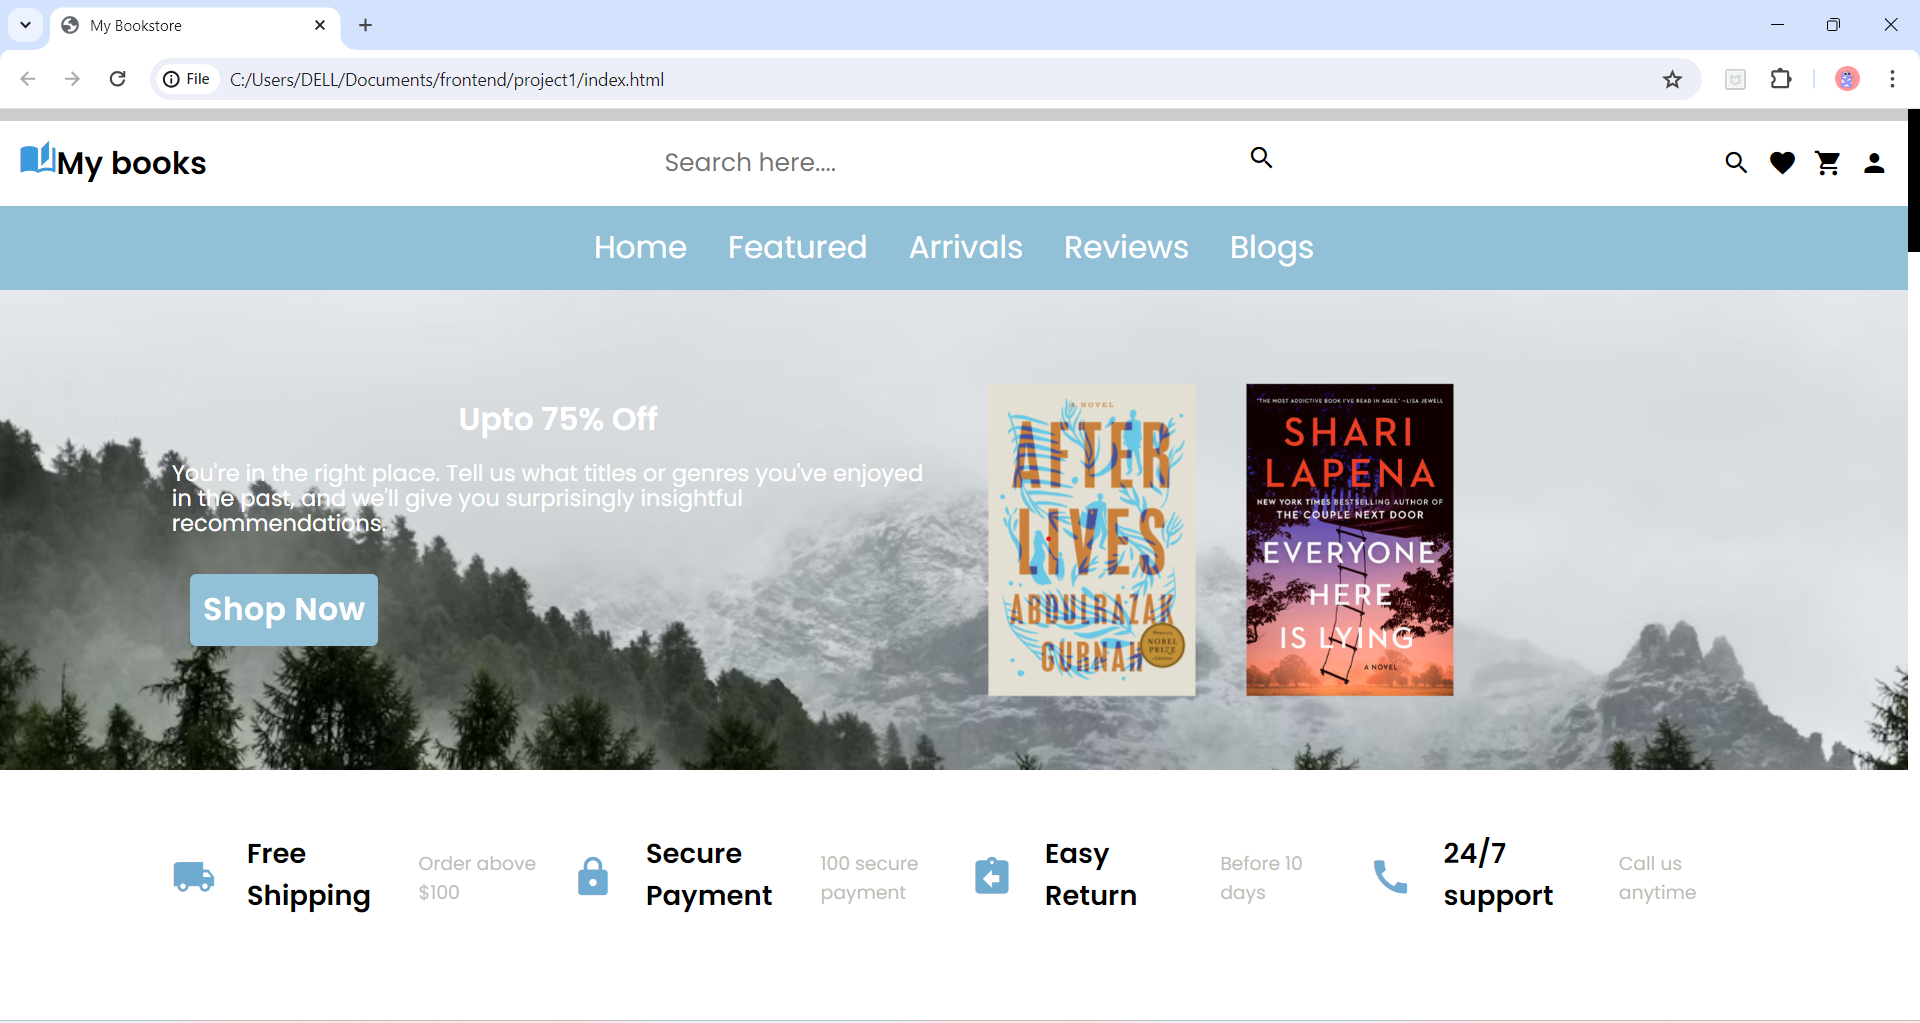 My Bookstore
File C:/Users/DELL/Documents/frontend/project1/index.html
My books
Search here....
Home Featured Arrivals Reviews Blogs
Upto 75% Off
You're in the right place. Tell us what titles or genres you've enjoyed
in the past, and we'll give you surprisingly insightful
recommendations.
Shop Now
A NOVEL
AFTER
LIVES
ABDULRAZAK
GURNAH
NOBEL
PRIZE
"THE MOST ADDICTIVE BOOK I'VE READ IN AGES." —LISA JEWELL
SHARI
LAPENA
NEW YORK TIMES BESTSELLING AUTHOR OF
THE COUPLE NEXT DOOR
EVERYONE
HERE
IS LYING
A NOVEL
Free
Shipping
Order above
$100
Secure
Payment
100 secure
payment
Easy
Return
Before 10
days
24/7
support
Call us
anytime